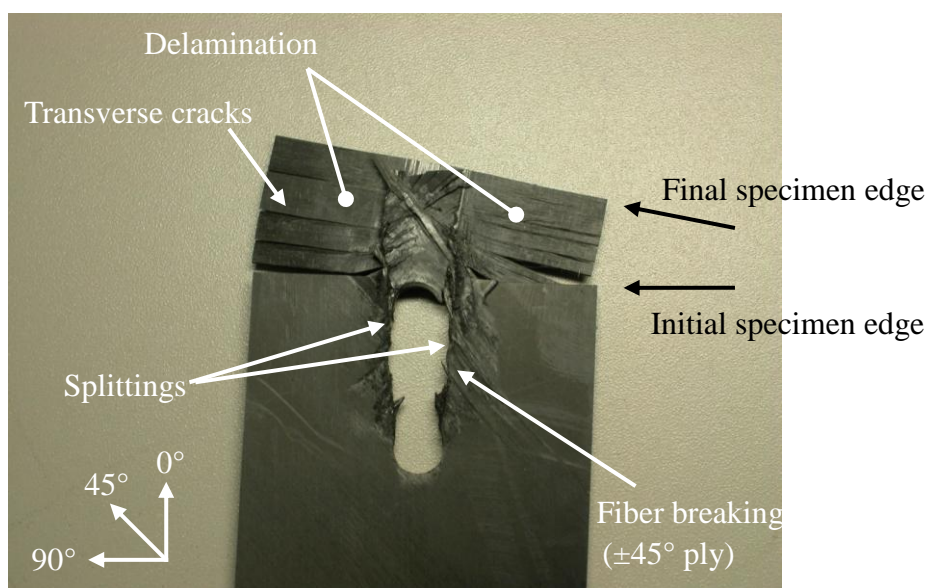 Delamination
Transverse cracks
Final specimen edge
Initial specimen edge
Splittings
0°
45°
90°
Fiber breaking
(±45° ply)